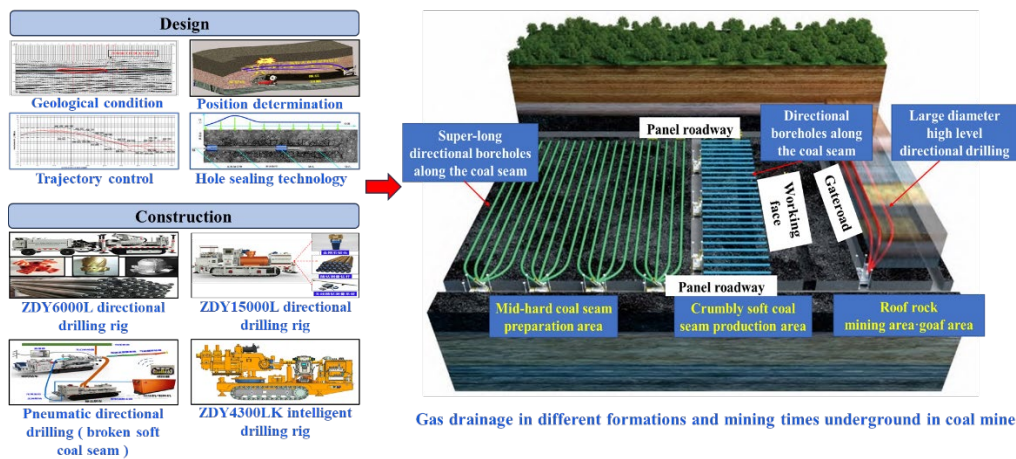 Design
Geological condition
Position determination
Trajectory control
Hole sealing technology
Construction
ZDY6000L directional
drilling rig
ZDY15000L directional
drilling rig
Pneumatic directional
drilling ( broken soft
coal seam )
ZDY4300LK intelligent
drilling rig
Super-long
directional boreholes
along the coal seam
Panel roadway
Directional
boreholes along
the coal seam
Large diameter
high level
directional drilling
Working
face
Gateroad
Panel roadway
Mid-hard coal seam
preparation area
Crumbly soft coal
seam production area
Roof rock
mining area·goaf area
Gas drainage in different formations and mining times underground in coal mine